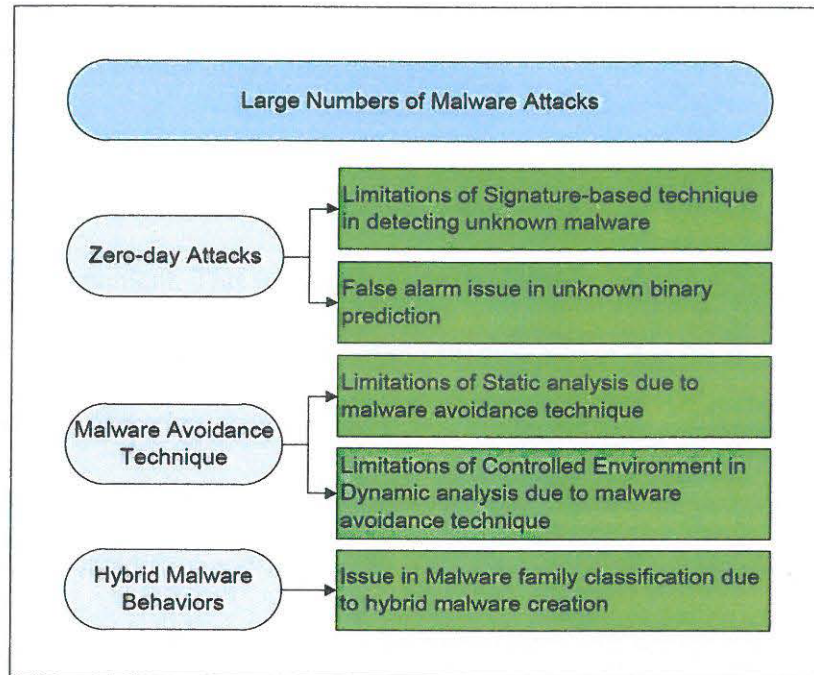 Large Numbers of Malware Attacks
Zero-day Attacks
Limitations of Signature-based technique
in detecting unknown malware
False alarm issue in unknown binary
prediction
Malware Avoidance
Technique
Limitations of Static analysis due to
malware avoidance technique
Limitations of Controlled Environment in
Dynamic analysis due to malware
avoidance technique
Hybrid Malware
Behaviors
Issue in Malware family classification due
to hybrid malware creation